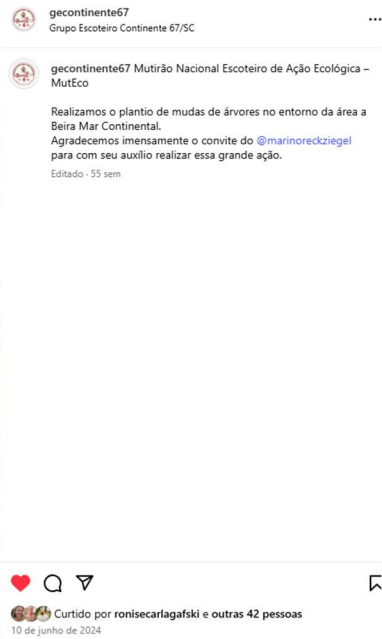 gecontinente67
Grupo Escoteiro Continente 67/SC
gecontinente67 Mutirão Nacional Escoteiro de Ação Ecológica –
MutEco
Realizamos o plantio de mudas de árvores no entorno da área a
Beira Mar Continental.
Agradecemos imensamente o convite do @marinoreckziegel
para com seu auxílio realizar essa grande ação.
Editado · 55 sem
Curtido por ronisecarlagafski e outras 42 pessoas
10 de junho de 2024